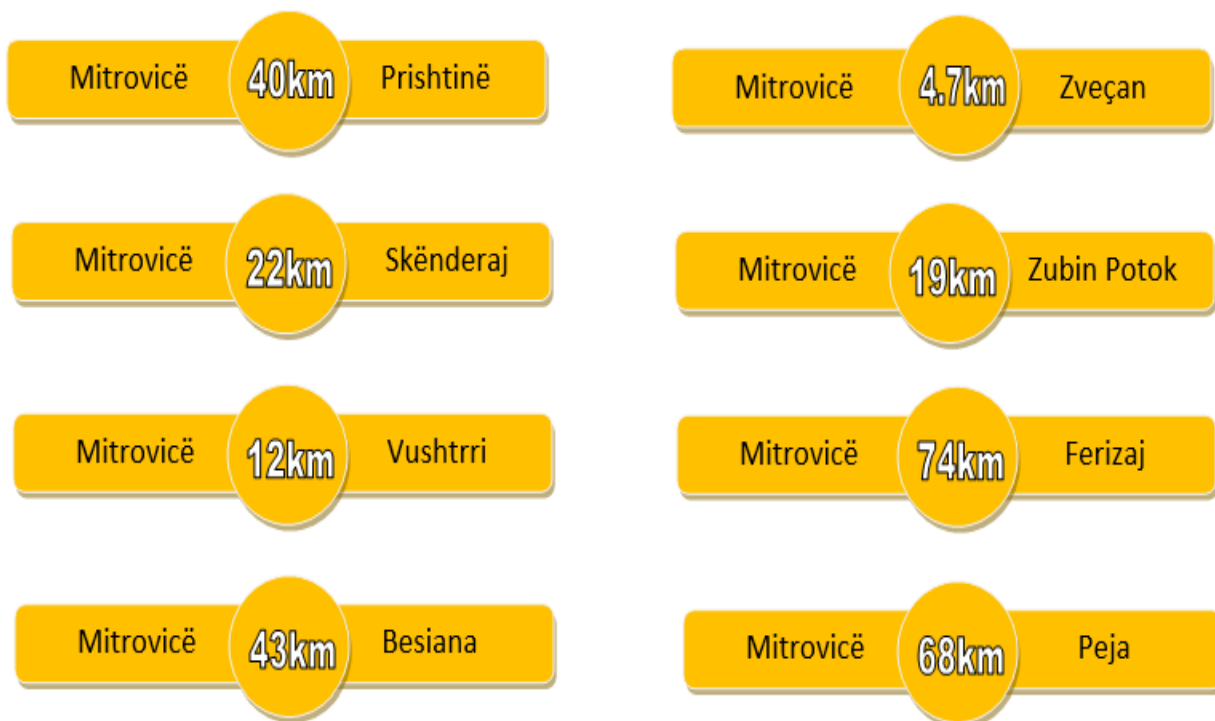 Mitrovicë 40km Prishtinë
Mitrovicë 4.7km Zveçan
Mitrovicë 22km Skënderaj
Mitrovicë 19km Zubin Potok
Mitrovicë 12km Vushtrri
Mitrovicë 74km Ferizaj
Mitrovicë 43km Besiana
Mitrovicë 68km Peja